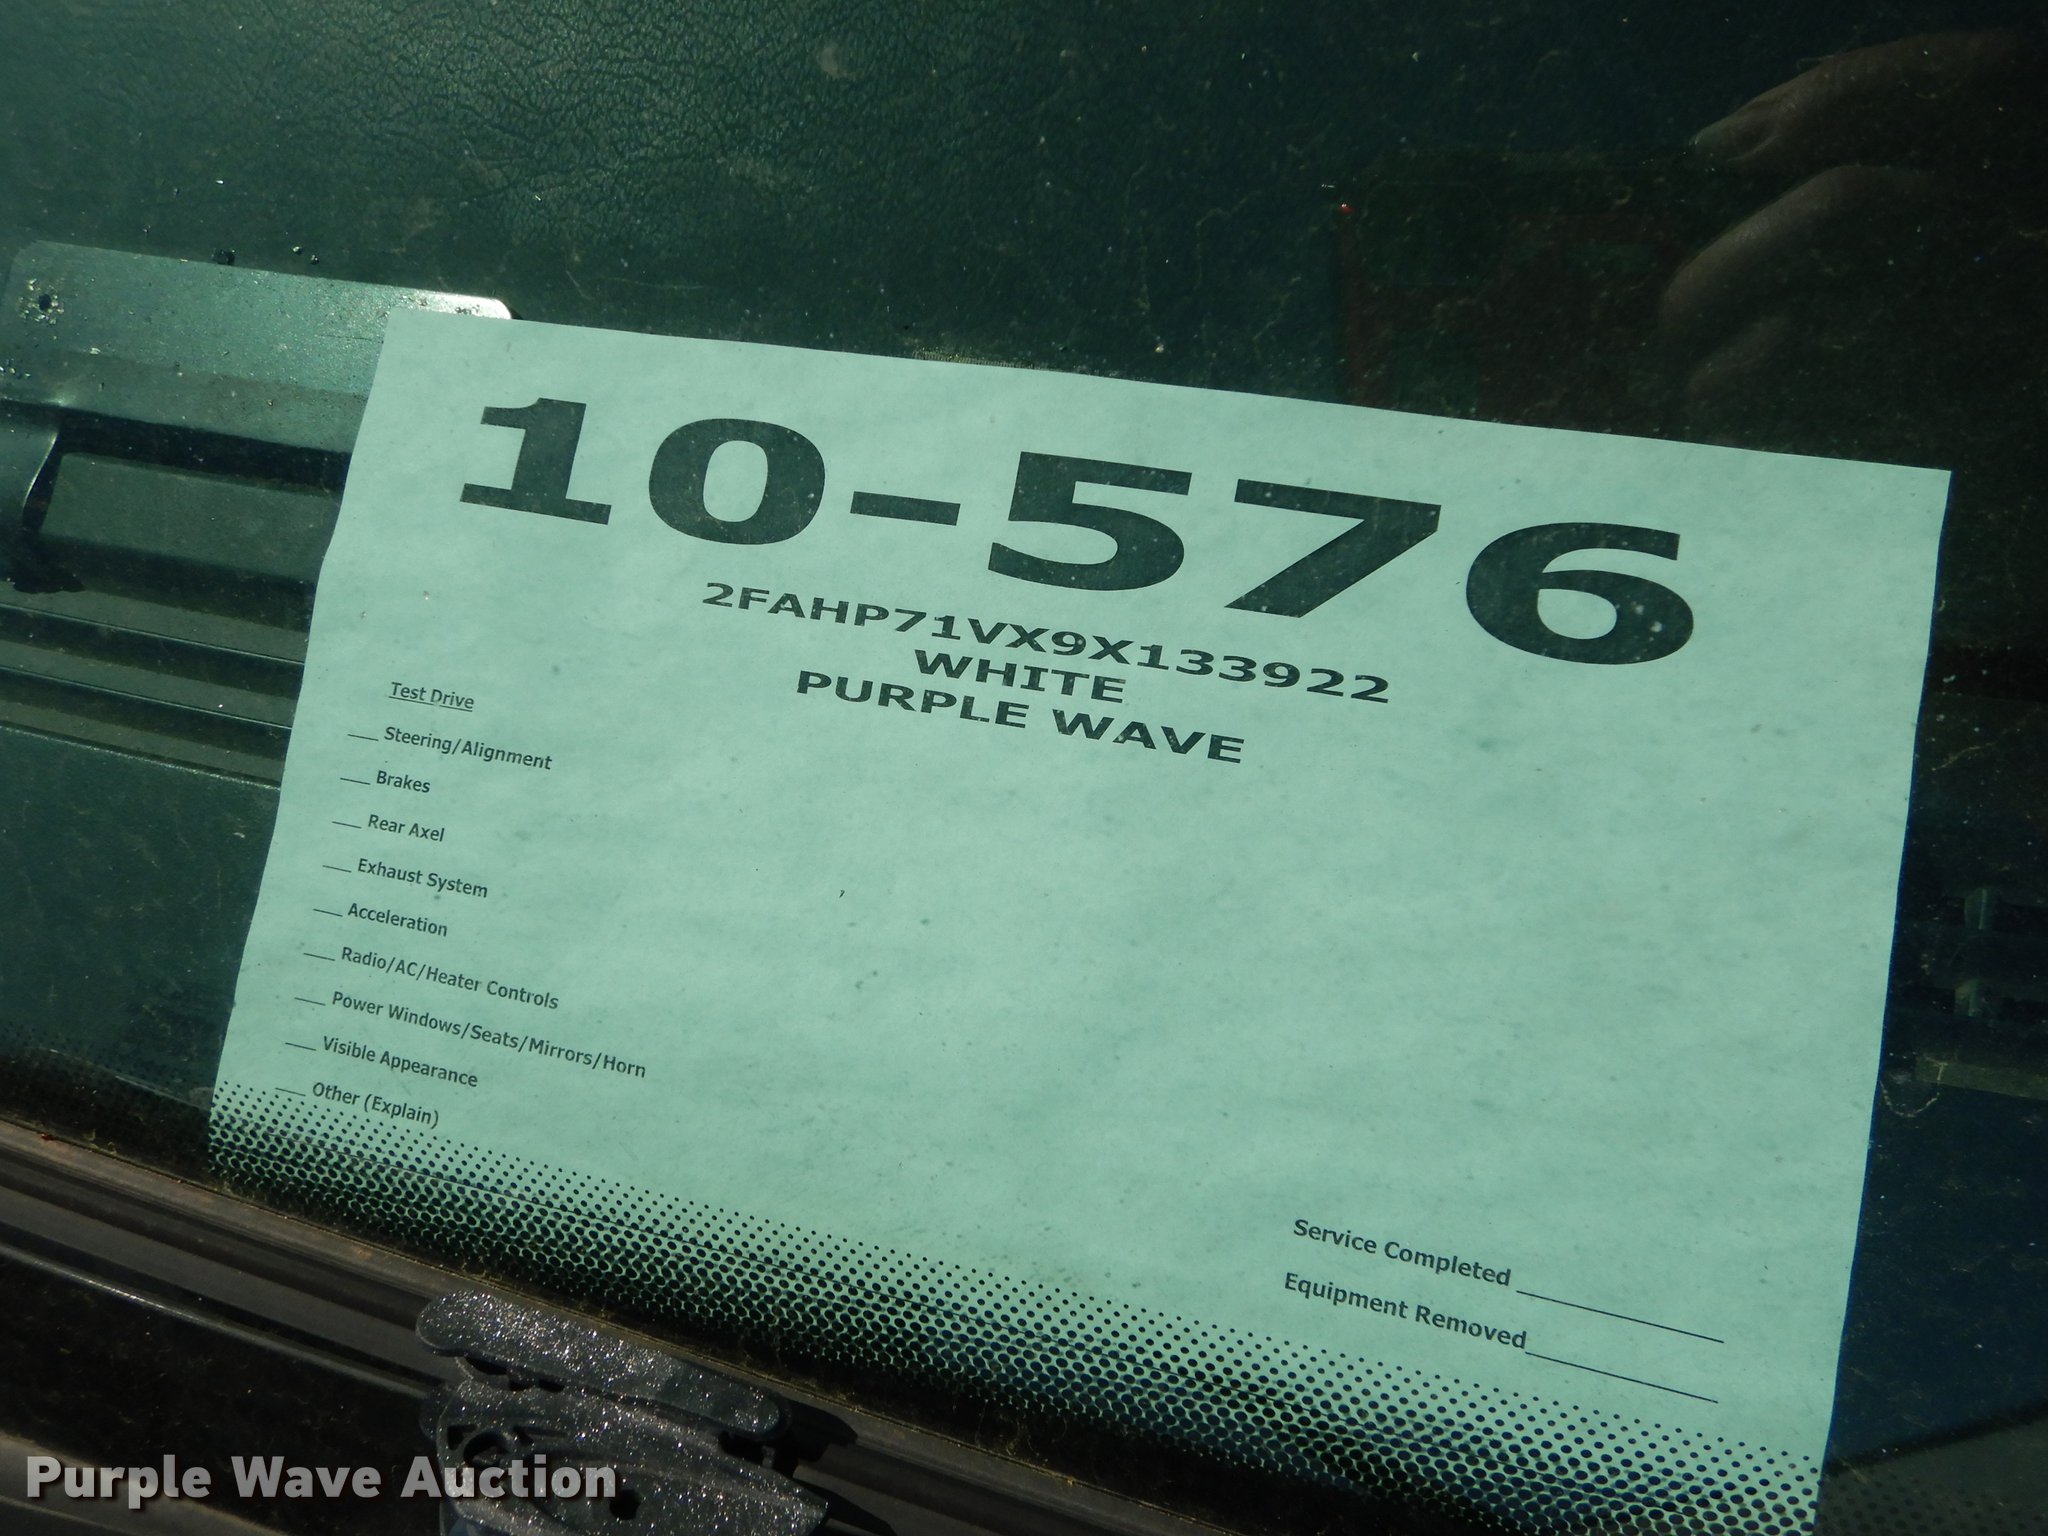 10-576
2FAHP71VX9X133922
WHITE
PURPLE WAVE
Test Drive
___ Steering/Alignment
___ Brakes
___ Rear Axel
___ Exhaust System
___ Acceleration
___ Radio/AC/Heater Controls
___ Power Windows/Seats/Mirrors/Horn
___ Visible Appearance
___ Other (Explain)
Service Completed ___________________
Equipment Removed___________________
Purple Wave Auction